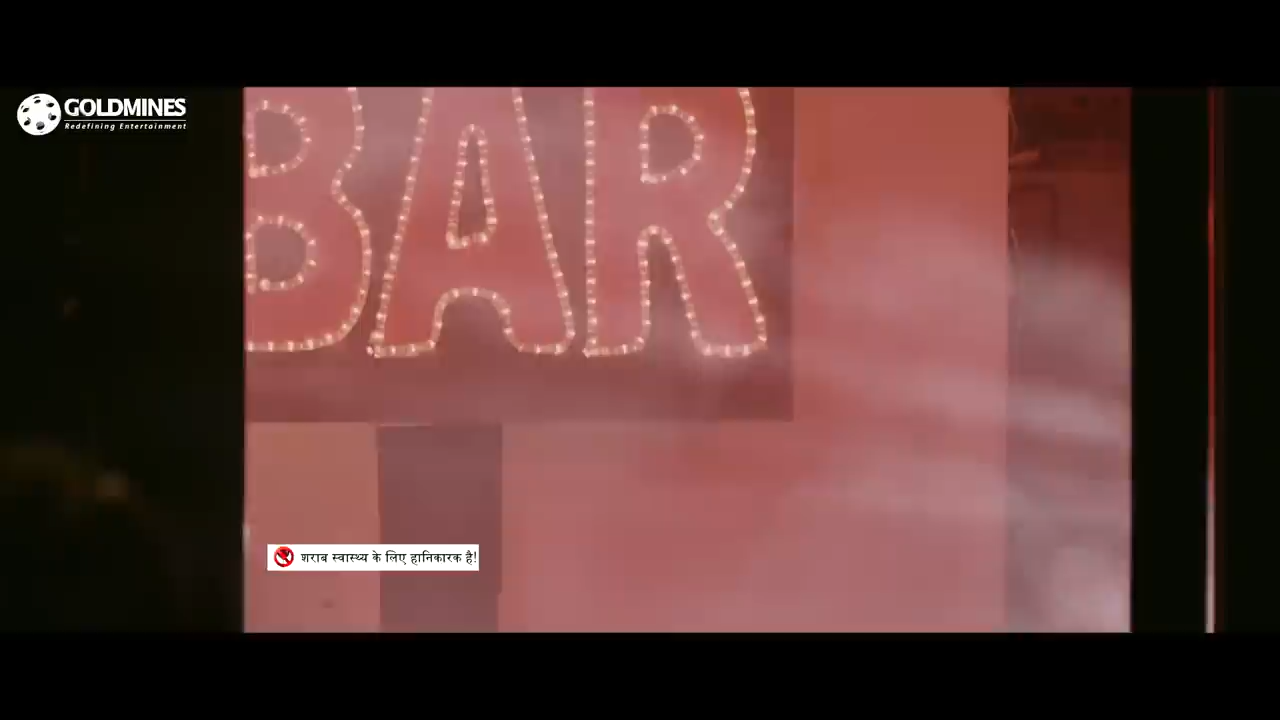 GOLDMINES
Redefining Entertainment
BAR
शराब स्वास्थ्य के लिए हानिकारक है!